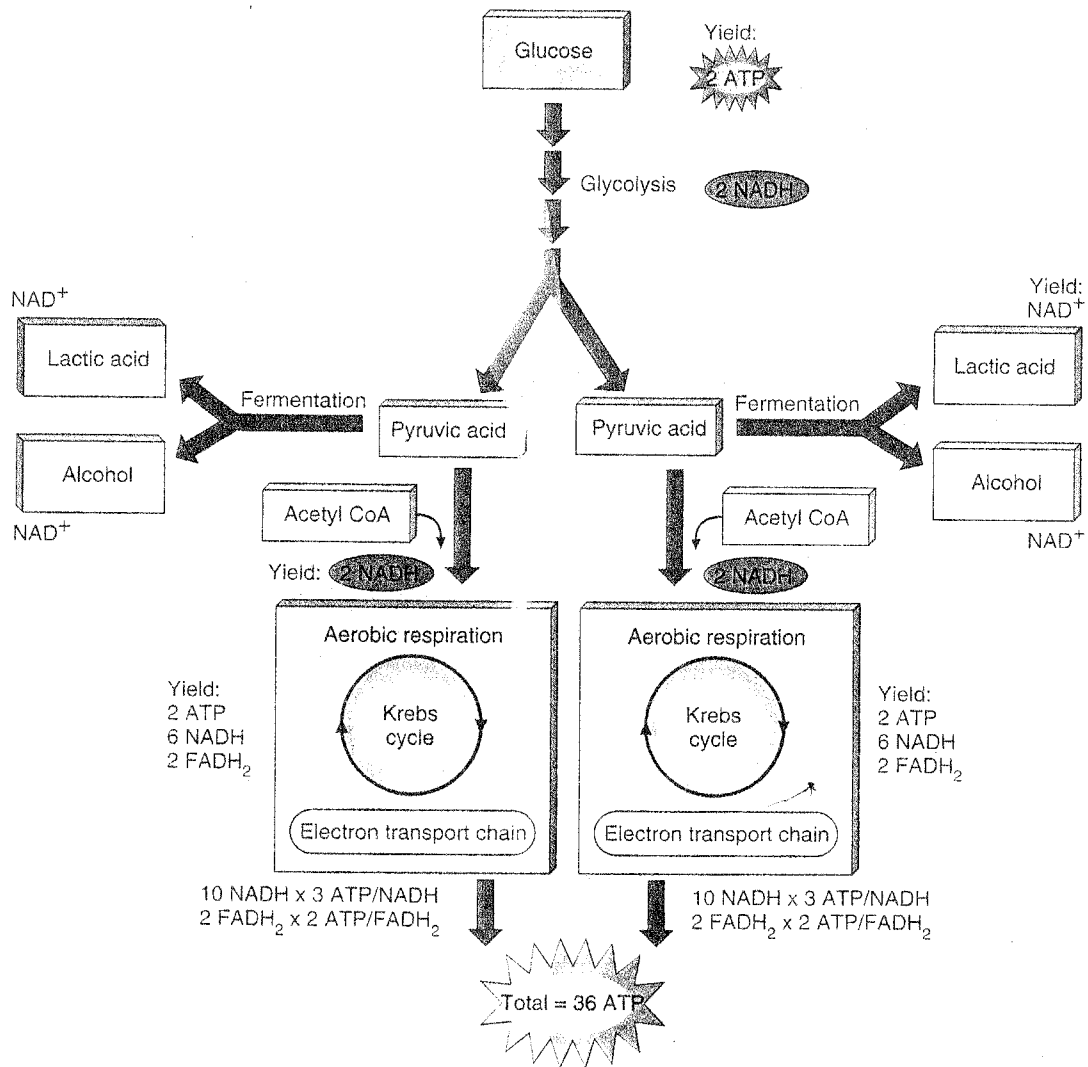 Glucose
Yield:
2 ATP
Glycolysis
2 NADH
NAD+
Lactic acid
Fermentation
Alcohol
NAD+
Pyruvic acid
Pyruvic acid
Fermentation
Yield:
NAD+
Lactic acid
Alcohol
NAD+
Acetyl CoA
Yield: 2 NADH
Acetyl CoA
2 NADH
Aerobic respiration
Krebs
cycle
Electron transport chain
Yield:
2 ATP
6 NADH
2 FADH2
Aerobic respiration
Krebs
cycle
Electron transport chain
Yield:
2 ATP
6 NADH
2 FADH2
10 NADH x 3 ATP/NADH
2 FADH2 x 2 ATP/FADH2
10 NADH x 3 ATP/NADH
2 FADH2 x 2 ATP/FADH2
Total = 36 ATP